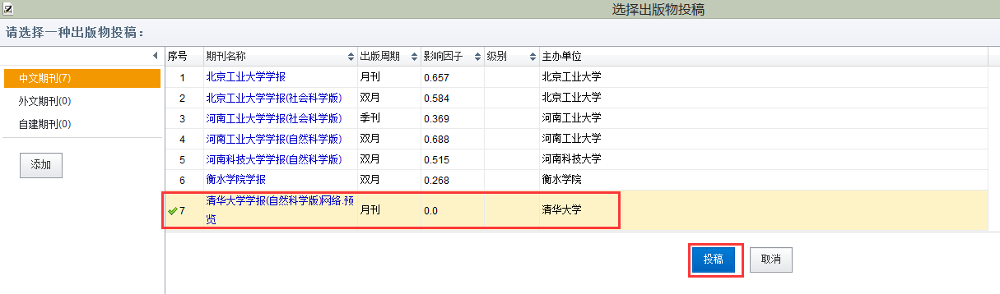 选择出版物投稿
请选择一种出版物投稿：
中文期刊(7)
外文期刊(0)
自建期刊(0)
添加
序号 期刊名称 出版周期 影响因子 级别 主办单位
1 北京工业大学学报 月刊 0.657 北京工业大学
2 北京工业大学学报(社会科学版) 双月 0.584 北京工业大学
3 河南工业大学学报(社会科学版) 季刊 0.369 河南工业大学
4 河南工业大学学报(自然科学版) 双月 0.688 河南工业大学
5 河南科技大学学报(自然科学版) 双月 0.515 河南科技大学
6 衡水学院学报 双月 0.268 衡水学院
7 清华大学学报(自然科学版)网络.预 月刊 0.0 清华大学
览
投稿 取消